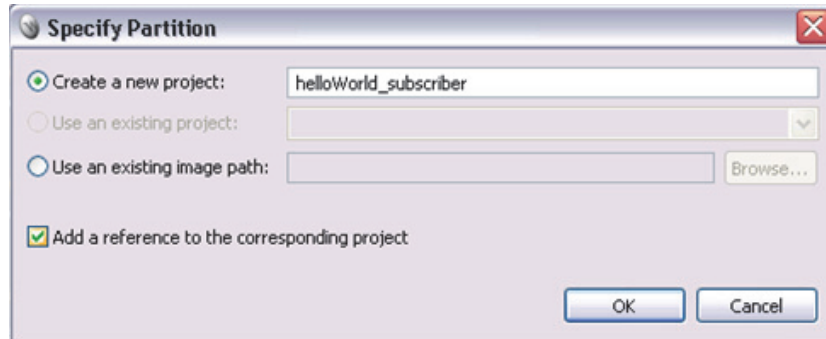 Specify Partition
Create a new project: helloWorld_subscriber
Use an existing project:
Use an existing image path: Browse...
Add a reference to the corresponding project
OK Cancel